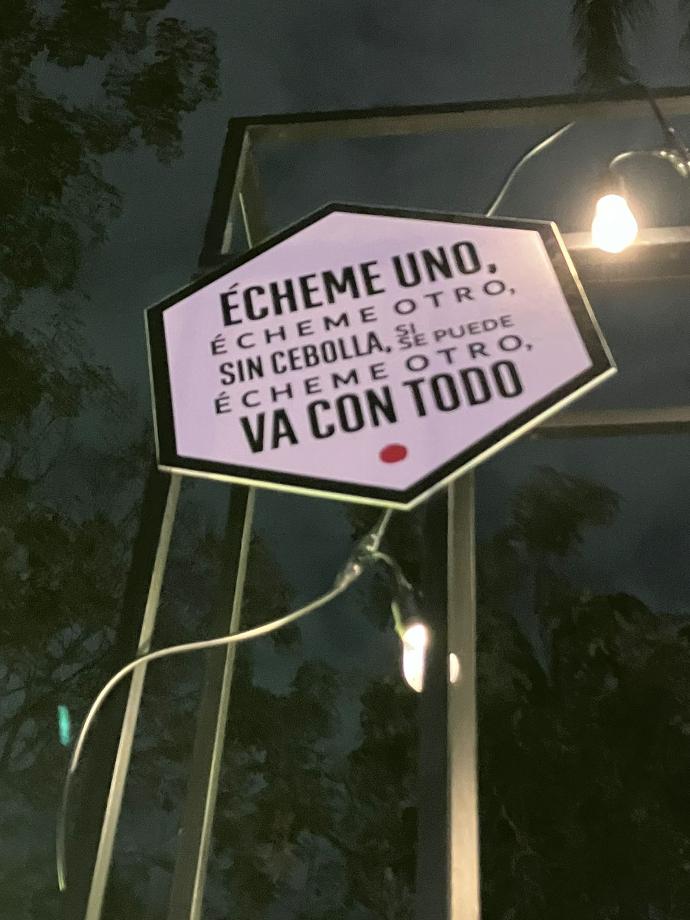 ÉCHEME UNO,
ÉCHEME OTRO,
SIN CEBOLLA, SI SE PUEDE
ÉCHEME OTRO,
VA CON TODO